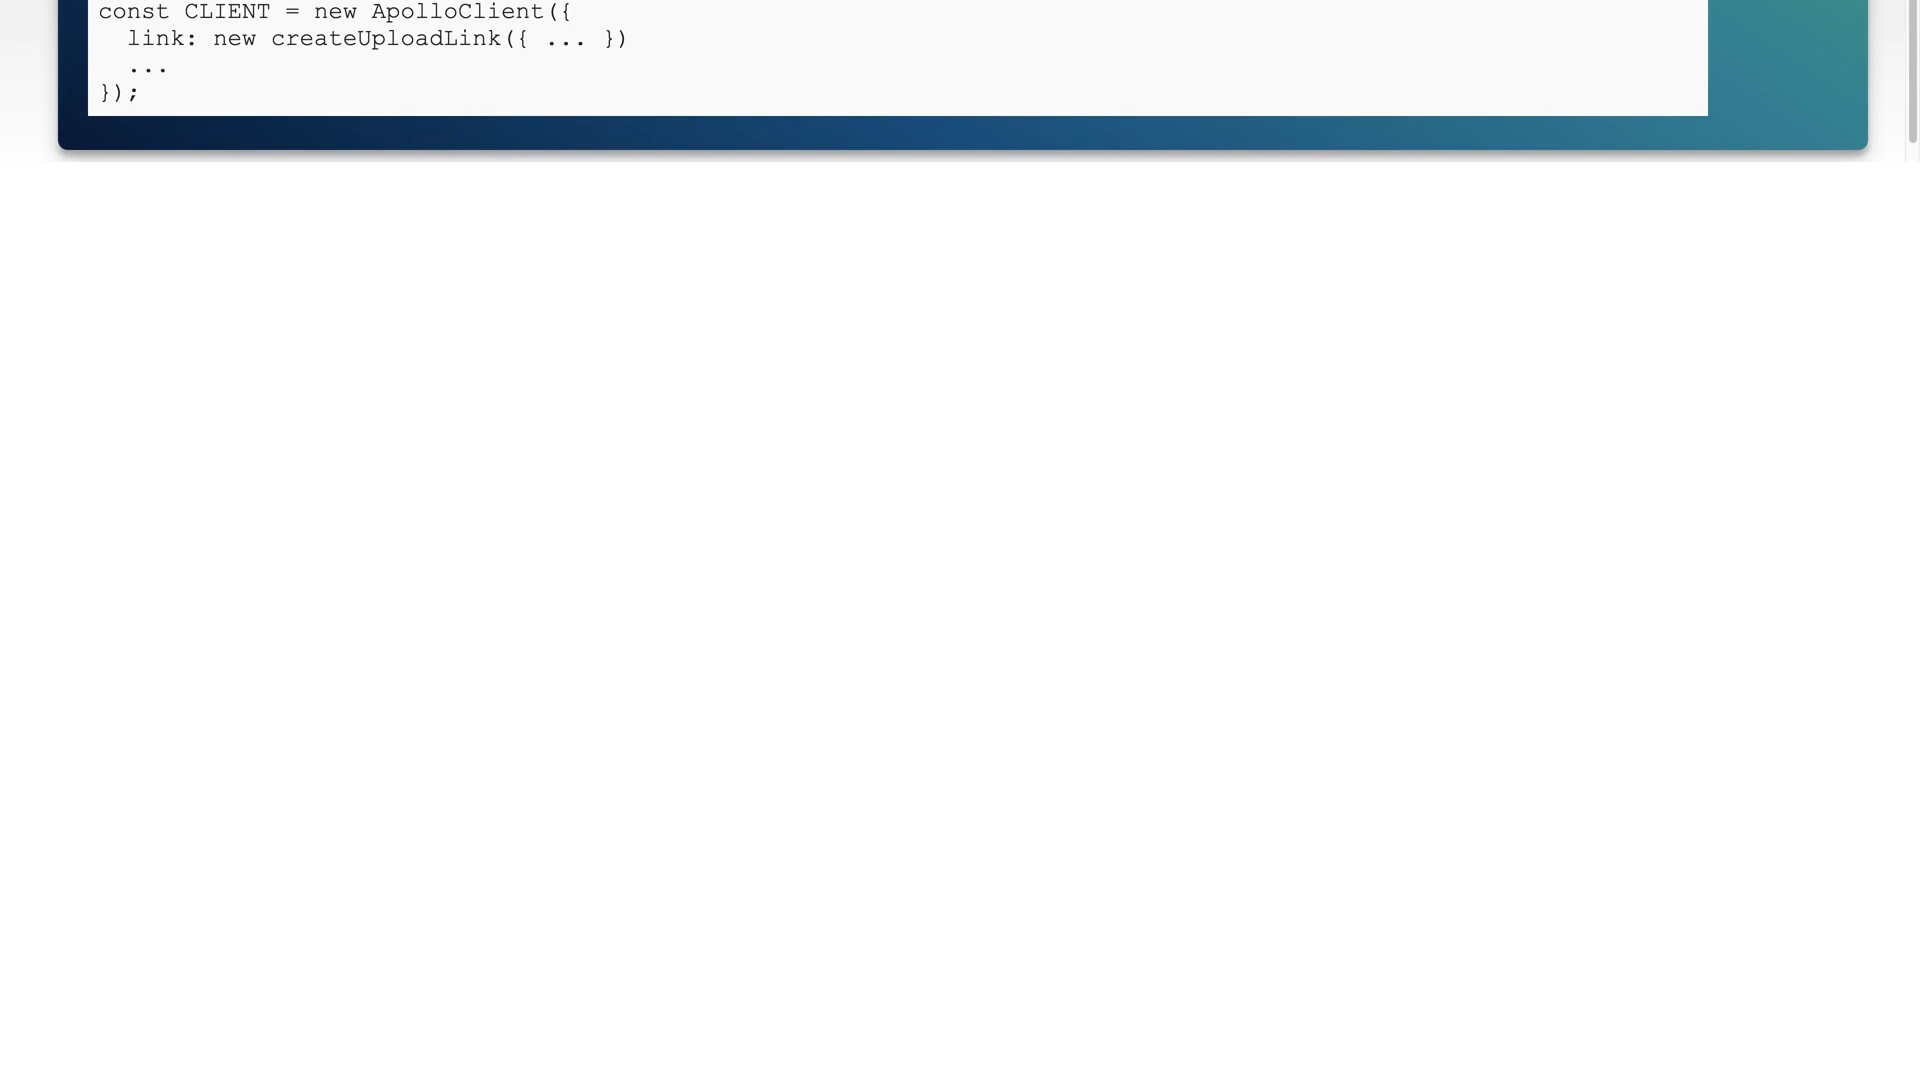 const CLIENT = new ApolloClient({
  link: new createUploadLink({ ... })
  ...
});